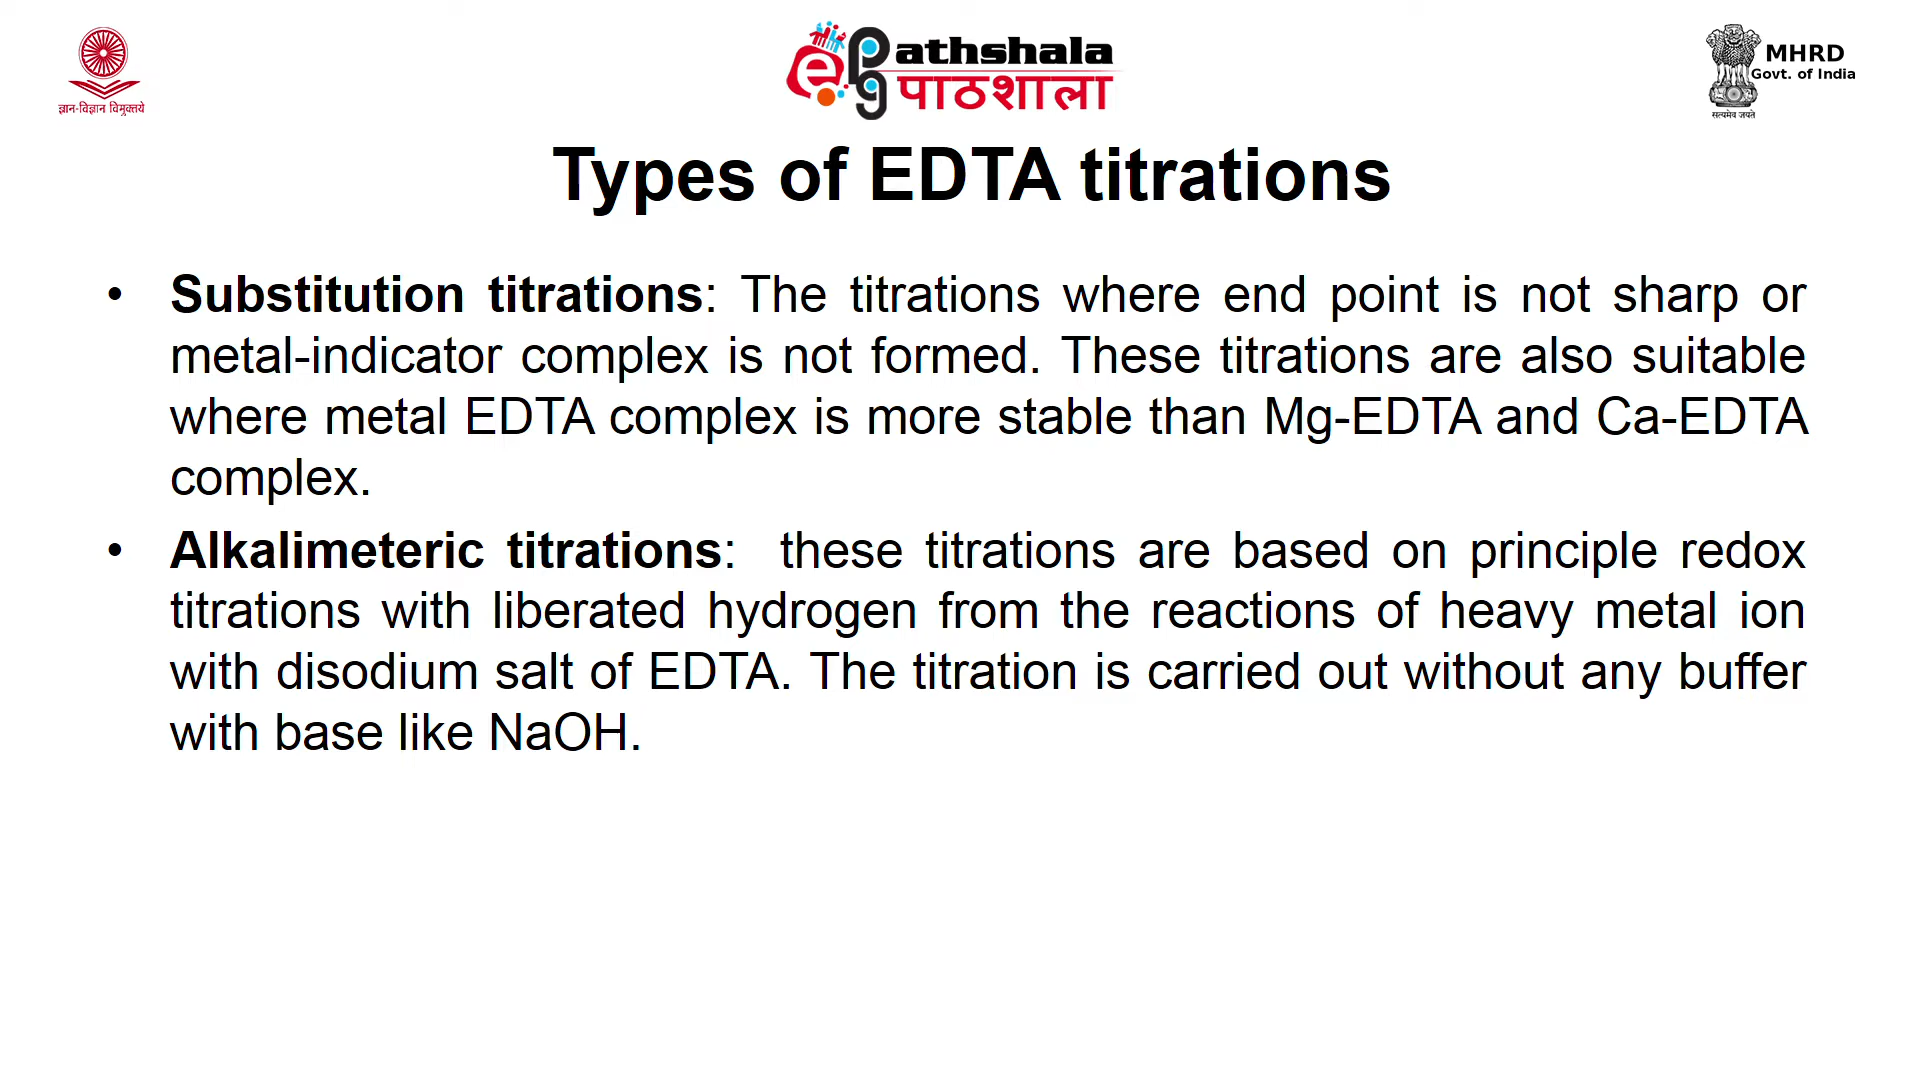 ज्ञान-विज्ञान विमुक्तये
e pg athshala
पाठशाला
MHRD
Govt. of India
सत्यमेव जयते
Types of EDTA titrations
• Substitution titrations: The titrations where end point is not sharp or
metal-indicator complex is not formed. These titrations are also suitable
where metal EDTA complex is more stable than Mg-EDTA and Ca-EDTA
complex.
• Alkalimeteric titrations: these titrations are based on principle redox
titrations with liberated hydrogen from the reactions of heavy metal ion
with disodium salt of EDTA. The titration is carried out without any buffer
with base like NaOH.